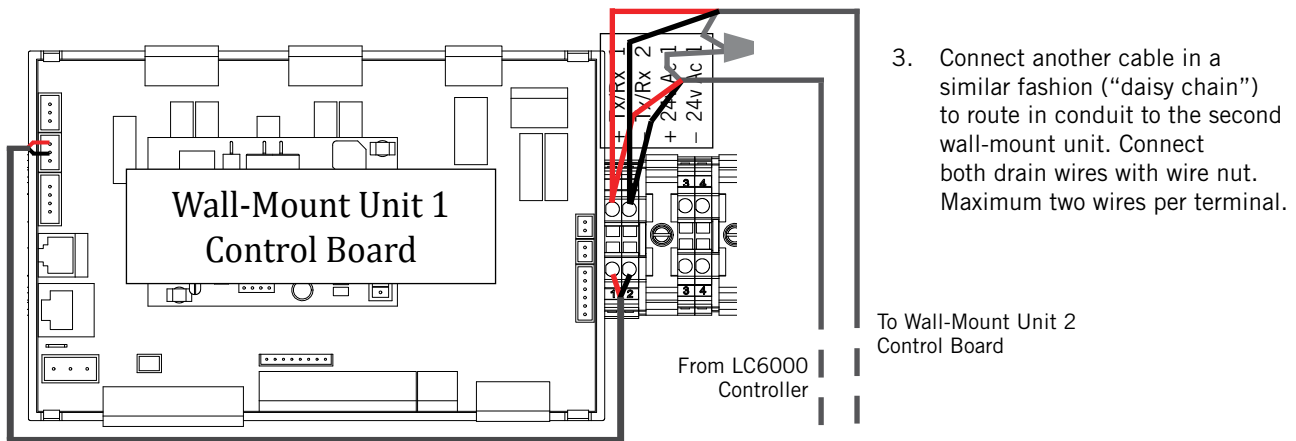 + Tx/Rx 1
- Tx/Rx 2
+ 24v Ac 1
- 24v Ac 1
Wall-Mount Unit 1
Control Board
3 4
1 2
3 4
From LC6000
Controller
To Wall-Mount Unit 2
Control Board
3. Connect another cable in a
similar fashion (“daisy chain”)
to route in conduit to the second
wall-mount unit. Connect
both drain wires with wire nut.
Maximum two wires per terminal.